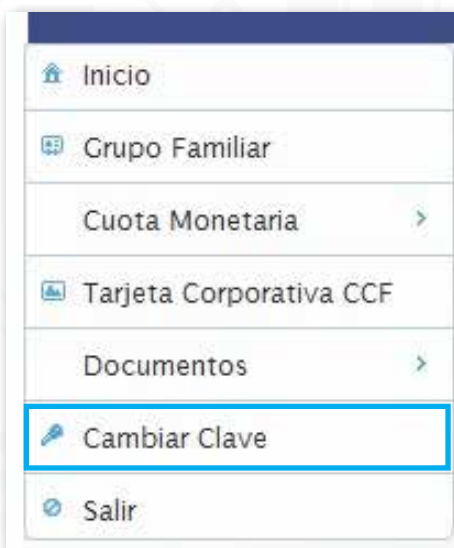 Inicio
Grupo Familiar
Cuota Monetaria
Tarjeta Corporativa CCF
Documentos
Cambiar Clave
Salir